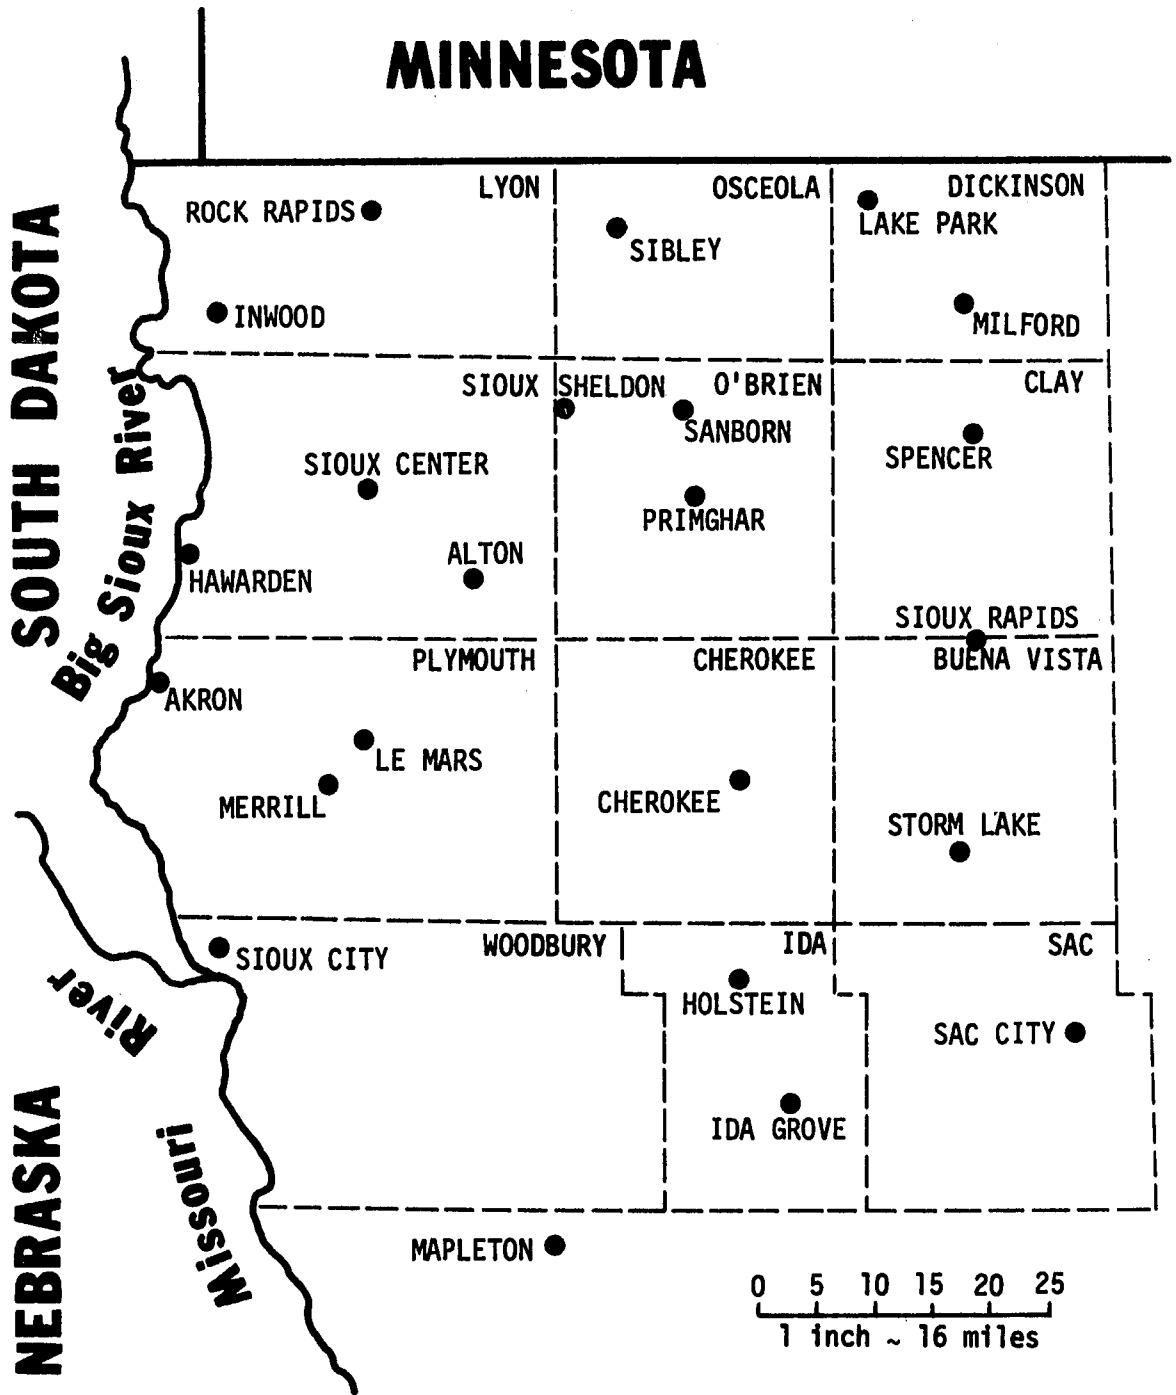 MINNESOTA
SOUTH DAKOTA
NEBRASKA
Big Sioux River
Missouri River
LYON
OSCEOLA
DICKINSON
ROCK RAPIDS
LAKE PARK
SIBLEY
INWOOD
MILFORD
SIOUX
SHELDON
O'BRIEN
CLAY
SANBORN
SPENCER
SIOUX CENTER
PRIMGHAR
ALTON
HAWARDEN
SIOUX RAPIDS
PLYMOUTH
CHEROKEE
BUENA VISTA
AKRON
LE MARS
MERRILL
CHEROKEE
STORM LAKE
WOODBURY
IDA
SAC
SIOUX CITY
HOLSTEIN
SAC CITY
IDA GROVE
MAPLETON
0 5 10 15 20 25
1 inch ~ 16 miles